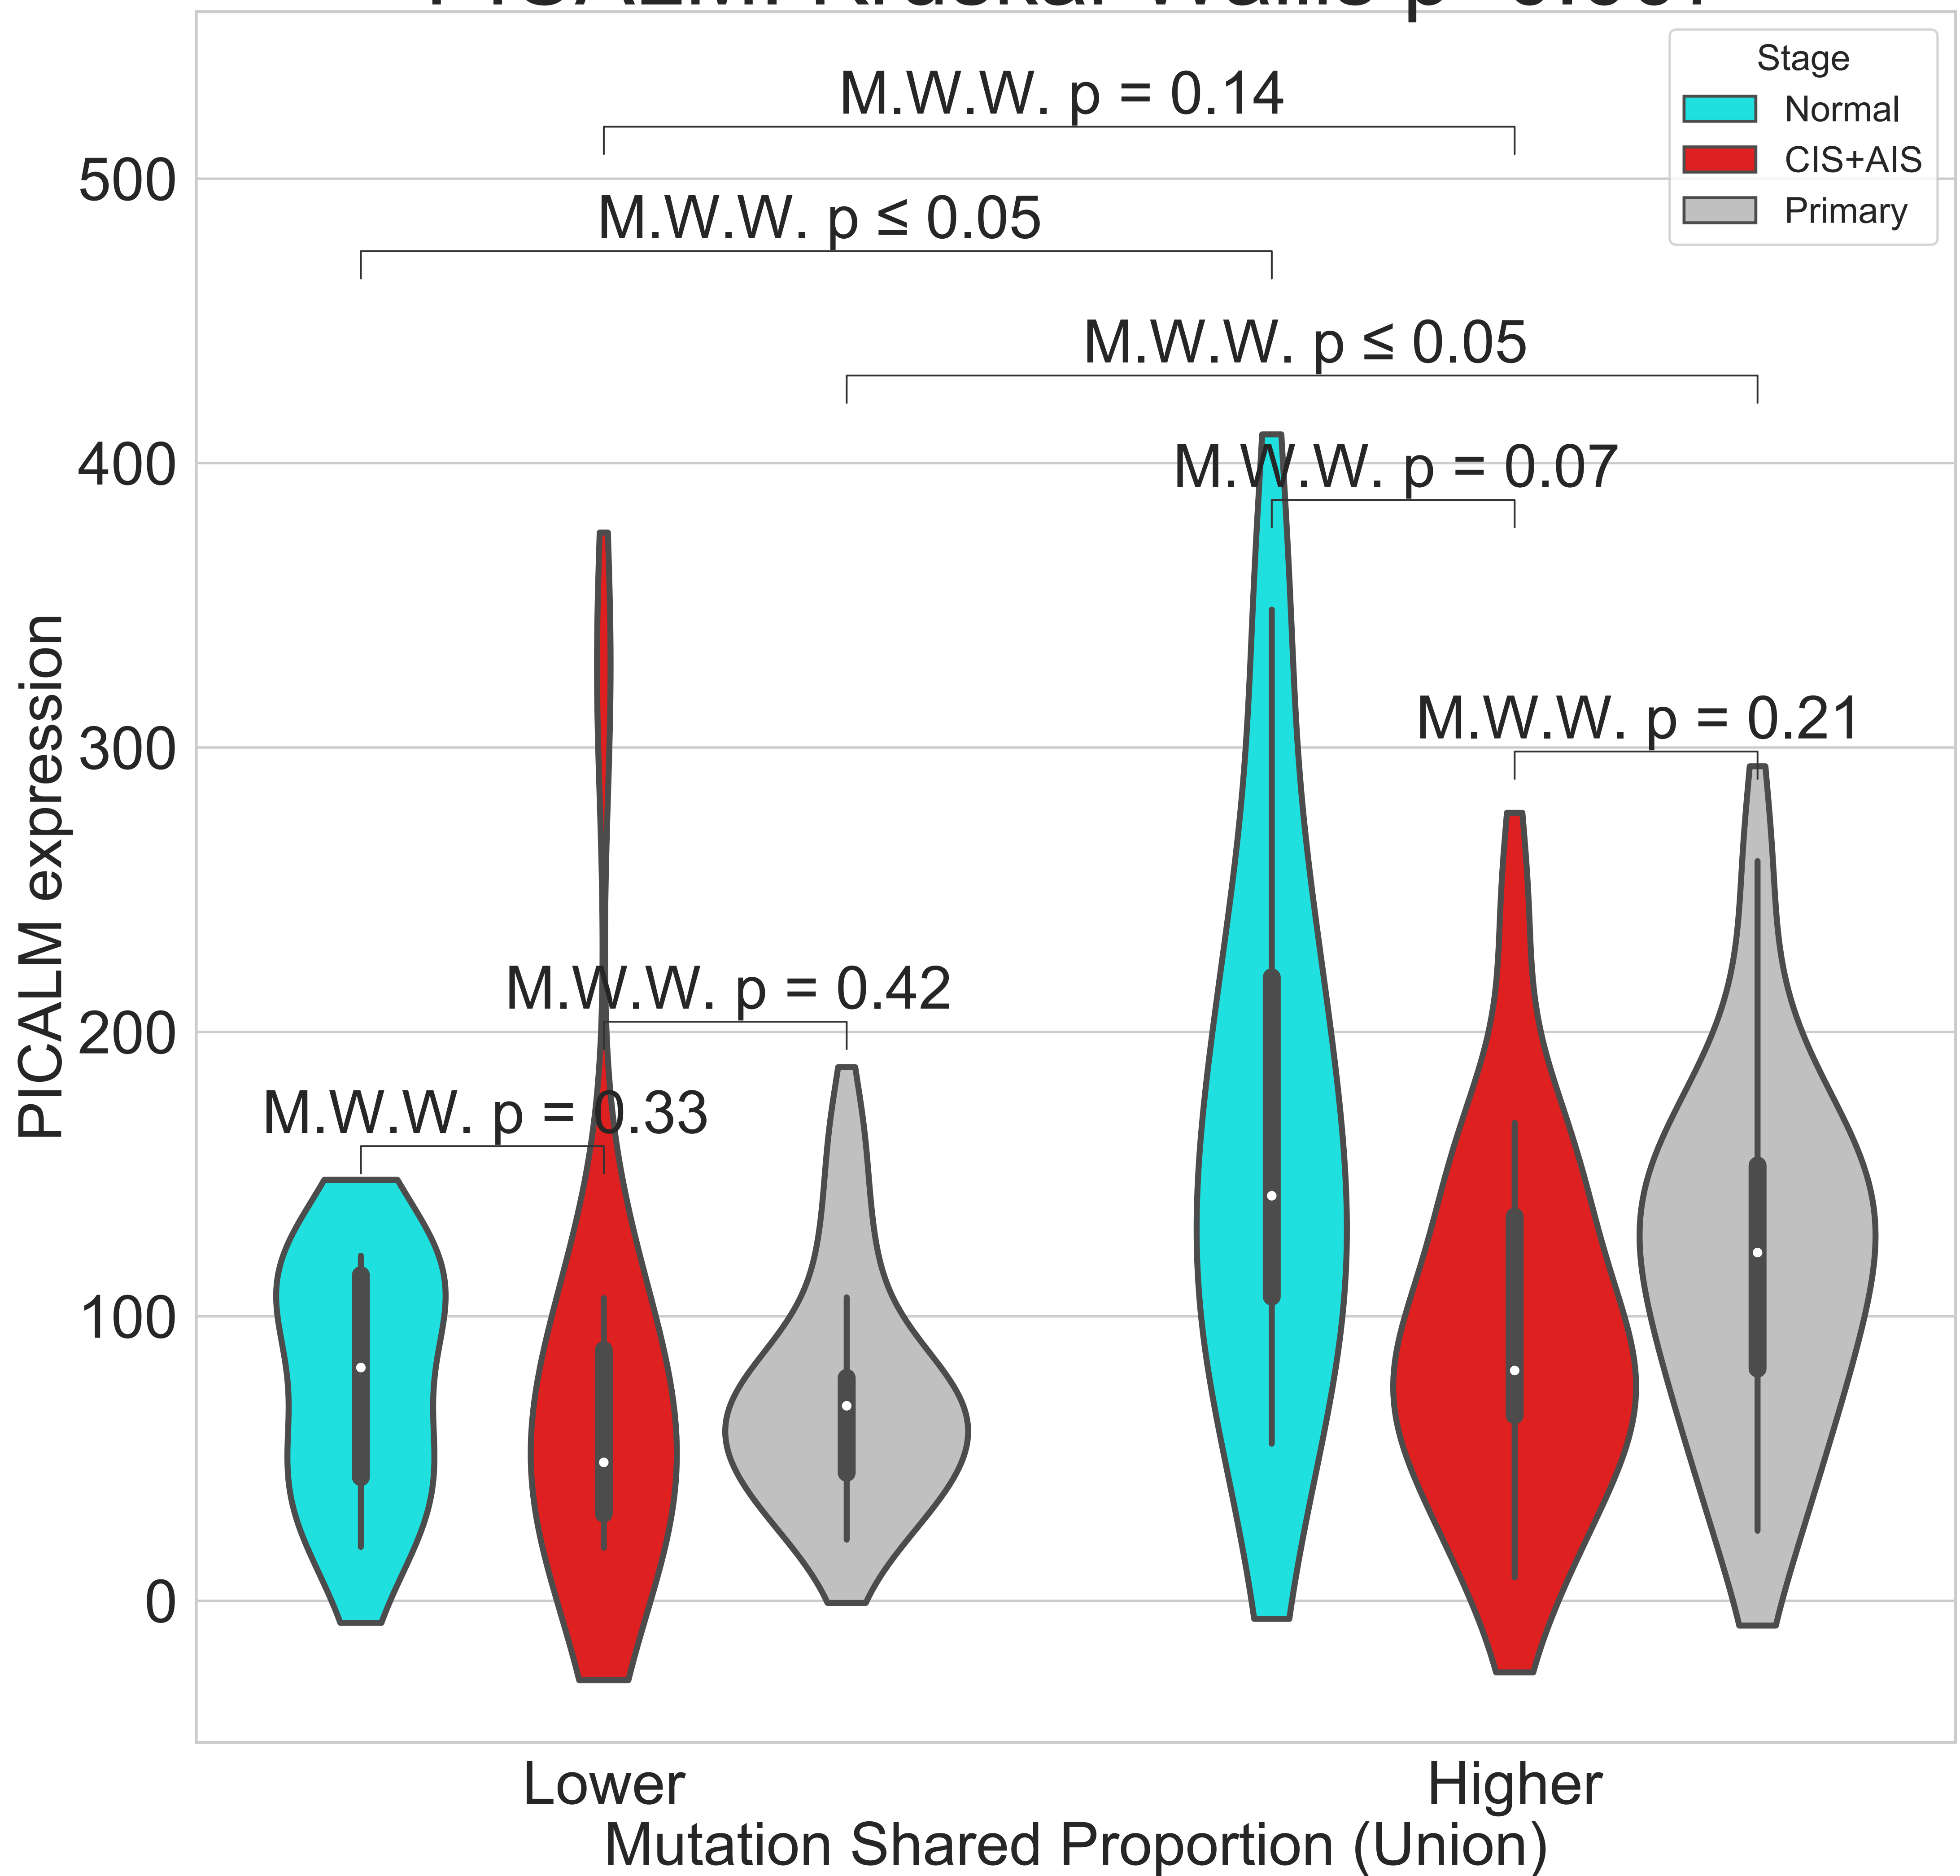 Stage
Normal
CIS+AIS
Primary
M.W.W. p = 0.14
M.W.W. p ≤ 0.05
M.W.W. p ≤ 0.05
M.W.W. p = 0.07
M.W.W. p = 0.21
M.W.W. p = 0.42
M.W.W. p = 0.33
500
400
300
200
100
0
PICALM expression
Lower
Higher
Mutation Shared Proportion (Union)